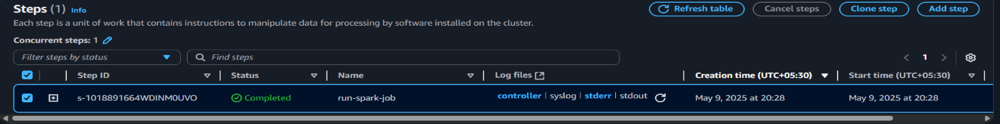 Steps (1) Info Refresh table Cancel steps Clone step Add step
Each step is a unit of work that contains instructions to manipulate data for processing by software installed on the cluster.
Concurrent steps: 1
Filter steps by status Find steps 1
Step ID Status Name Log files Creation time (UTC+05:30) Start time (UTC+05:30)
s-1018891664WDINM0UVO Completed run-spark-job controller | syslog | stderr | stdout May 9, 2025 at 20:28 May 9, 2025 at 20:28